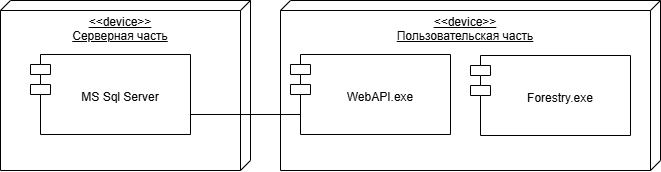 <<device>>
Серверная часть
MS Sql Server
<<device>>
Пользовательская часть
WebAPI.exe
Forestry.exe